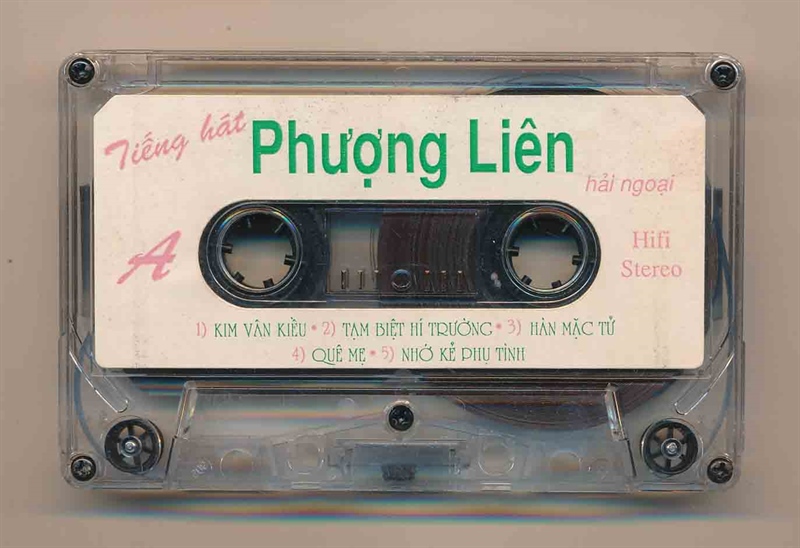 Tiếng hát Phượng Liên
hải ngoại
A
Hifi
Stereo
1) KIM VÂN KIỀU • 2) TẠM BIỆT HÍ TRƯỜNG • 3) HÀN MẶC TỬ
4) QUÊ MẸ • 5) NHỚ KẺ PHỤ TÌNH